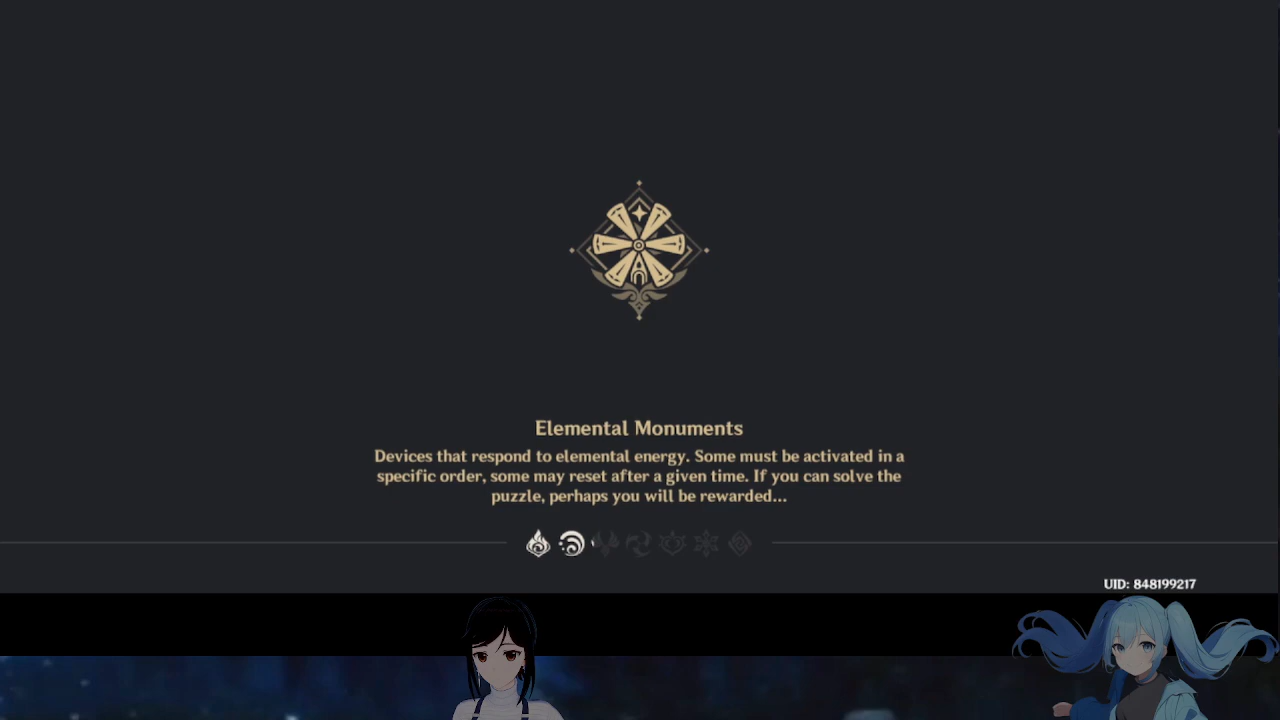 Elemental Monuments
Devices that respond to elemental energy. Some must be activated in a
specific order, some may reset after a given time. If you can solve the
puzzle, perhaps you will be rewarded...
UID: 848199217